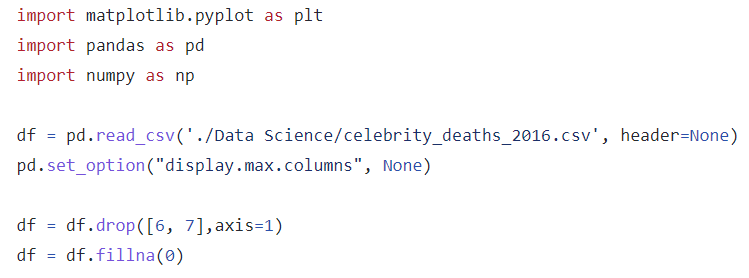 import matplotlib.pyplot as plt
import pandas as pd
import numpy as np
df = pd.read_csv('./Data Science/celebrity_deaths_2016.csv', header=None)
pd.set_option("display.max.columns", None)
df = df.drop([6, 7],axis=1)
df = df.fillna(0)